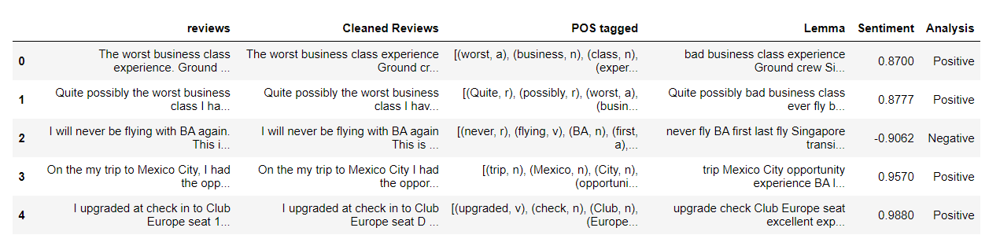 reviews Cleaned Reviews POS tagged Lemma Sentiment Analysis
0 The worst business class experience. Ground ... The worst business class experience Ground cr... [(worst, a), (business, n), (class, n), (exper... bad business class experience Ground crew Si... 0.8700 Positive
1 Quite possibly the worst business class I ha... Quite possibly the worst business class I hav... [(Quite, r), (possibly, r), (worst, a), (busin... Quite possibly bad business class ever fly b... 0.8777 Positive
2 I will never be flying with BA again. This i... I will never be flying with BA again This is ... [(never, r), (flying, v), (BA, n), (first, a),... never fly BA first last fly Singapore transi... -0.9062 Negative
3 On the my trip to Mexico City, I had the opp... On the my trip to Mexico City I had the oppor... [(trip, n), (Mexico, n), (City, n), (opportuni... trip Mexico City opportunity experience BA l... 0.9570 Positive
4 I upgraded at check in to Club Europe seat 1... I upgraded at check in to Club Europe seat D ... [(upgraded, v), (check, n), (Club, n), (Europe... upgrade check Club Europe seat excellent exp... 0.9880 Positive